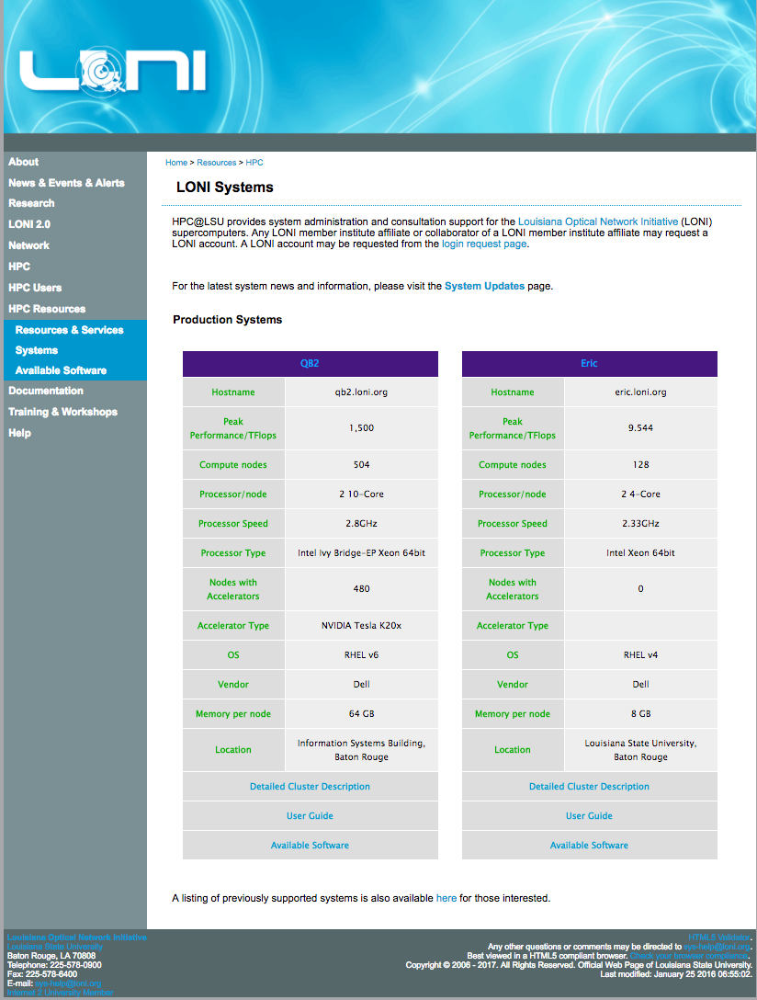 LONI
About
News & Events & Alerts
Research
LONI 2.0
Network
HPC
HPC Users
HPC Resources
Resources & Services
Systems
Available Software
Documentation
Training & Workshops
Help
Home > Resources > HPC
LONI Systems
HPC@LSU provides system administration and consultation support for the Louisiana Optical Network Initiative (LONI)
supercomputers. Any LONI member institute affiliate or collaborator of a LONI member institute affiliate may request a
LONI account. A LONI account may be requested from the login request page.
For the latest system news and information, please visit the System Updates page.
Production Systems
QB2
Hostname qb2.loni.org
Peak
Performance/TFlops 1,500
Compute nodes 504
Processor/node 2 10-Core
Processor Speed 2.8GHz
Processor Type Intel Ivy Bridge-EP Xeon 64bit
Nodes with
Accelerators 480
Accelerator Type NVIDIA Tesla K20x
OS RHEL v6
Vendor Dell
Memory per node 64 GB
Location Information Systems Building,
Baton Rouge
Detailed Cluster Description
User Guide
Available Software
Eric
Hostname eric.loni.org
Peak
Performance/TFlops 9.544
Compute nodes 128
Processor/node 2 4-Core
Processor Speed 2.33GHz
Processor Type Intel Xeon 64bit
Nodes with
Accelerators 0
Accelerator Type
OS RHEL v4
Vendor Dell
Memory per node 8 GB
Location Louisiana State University,
Baton Rouge
Detailed Cluster Description
User Guide
Available Software
A listing of previously supported systems is also available here for those interested.
Louisiana Optical Network Initiative
Louisiana State University
Baton Rouge, LA 70808
Telephone: 225-578-0900
Fax: 225-578-6400
E-mail: sys-help@loni.org
Internet 2 University Member
HTML5 Validator.
Any other questions or comments may be directed to sys-help@loni.org.
Best viewed in a HTML5 compliant browser. Check your browser compliance.
Copyright © 2006 - 2017. All Rights Reserved. Official Web Page of Louisiana State University.
Last modified: January 25 2016 06:55:02.